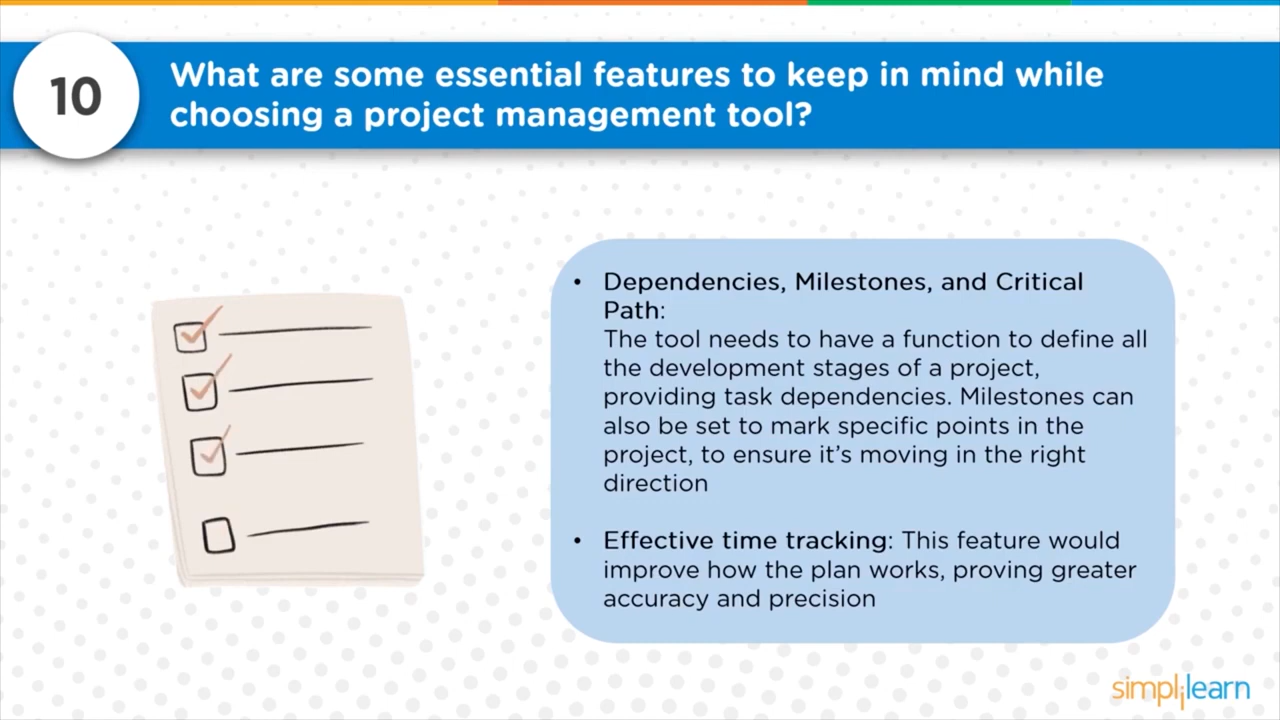 10
What are some essential features to keep in mind while
choosing a project management tool?
• Dependencies, Milestones, and Critical
Path:
The tool needs to have a function to define all
the development stages of a project,
providing task dependencies. Milestones can
also be set to mark specific points in the
project, to ensure it's moving in the right
direction
• Effective time tracking: This feature would
improve how the plan works, proving greater
accuracy and precision
simplilearn